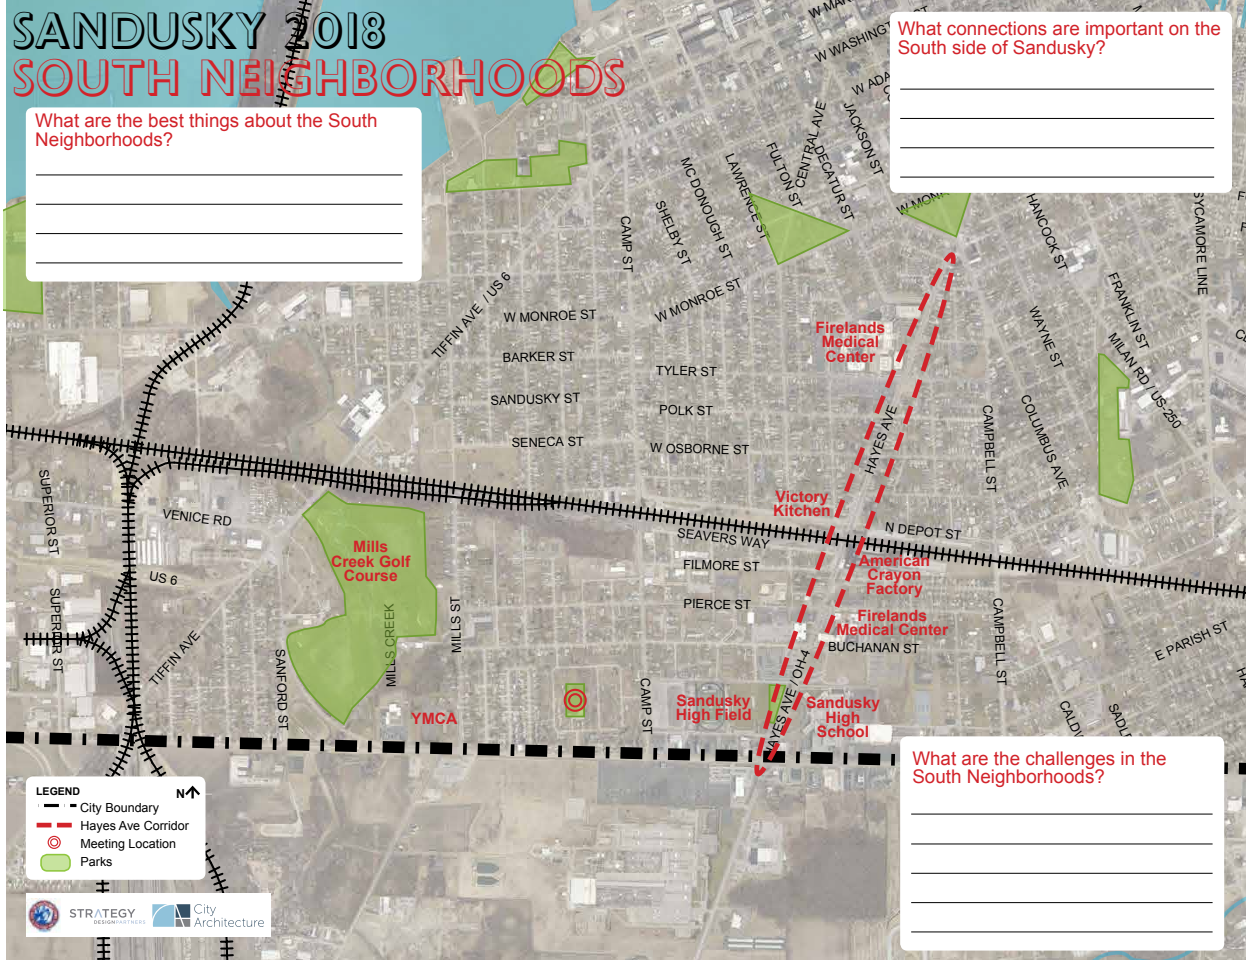 SANDUSKY 2018
SOUTH NEIGHBORHOODS
What are the best things about the South
Neighborhoods?
What connections are important on the
South side of Sandusky?
W WASHINGTON ST
W ADA
CENTRAL AVE
JACKSON ST
FULTON ST
DECATUR ST
LAWRENCE ST
MC DONOUGH ST
SHELBY ST
CAMP ST
W MONR
HANCOCK ST
SYCAMORE LINE
TIFFIN AVE / US 6
W MONROE ST
W MONROE ST
FRANKLIN ST
WAYNE ST
MILAN RD / US-250
Firelands
Medical
Center
BARKER ST
TYLER ST
SANDUSKY ST
POLK ST
SENECA ST
W OSBORNE ST
HAYES AVE
CAMPBELL ST
COLUMBUS AVE
SUPERIOR ST
VENICE RD
Victory
Kitchen
SEAVERS WAY
N DEPOT ST
Mills
Creek Golf
Course
FILMORE ST
American
Crayon
Factory
US 6
SUPERIOR ST
PIERCE ST
Firelands
Medical Center
BUCHANAN ST
CAMPBELL ST
E PARISH ST
TIFFIN AVE
SANFORD ST
MILLS CREEK
MILLS ST
YMCA
CAMP ST
Sandusky
High Field
HAYES AVE / OH-4
Sandusky
High
School
What are the challenges in the
South Neighborhoods?
LEGEND
N
City Boundary
Hayes Ave Corridor
Meeting Location
Parks
STRATEGY
DESIGNPARTNERS
City
Architecture